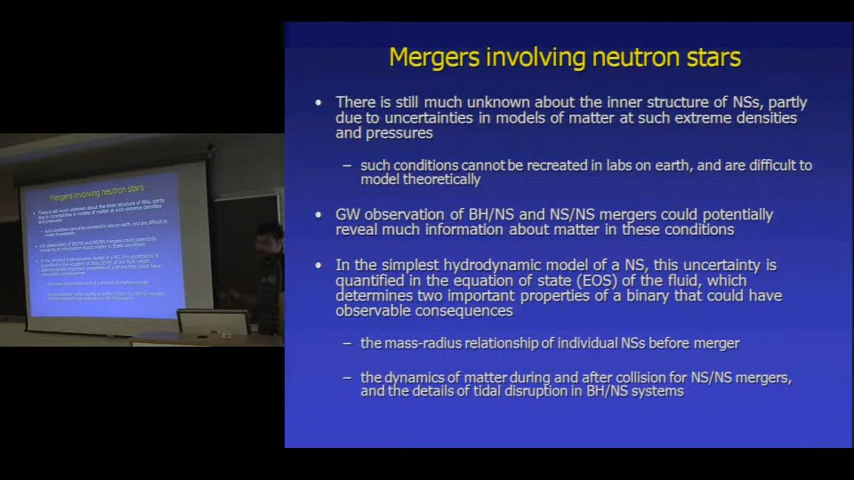 Mergers involving neutron stars
• There is still much unknown about the inner structure of NSs, partly
due to uncertainties in models of matter at such extreme densities
and pressures
– such conditions cannot be recreated in labs on earth, and are difficult to
model theoretically
• GW observation of BH/NS and NS/NS mergers could potentially
reveal much information about matter in these conditions
• In the simplest hydrodynamic model of a NS, this uncertainty is
quantified in the equation of state (EOS) of the fluid, which
determines two important properties of a binary that could have
observable consequences
– the mass-radius relationship of individual NSs before merger
– the dynamics of matter during and after collision for NS/NS mergers,
and the details of tidal disruption in BH/NS systems
Mergers involving neutron stars